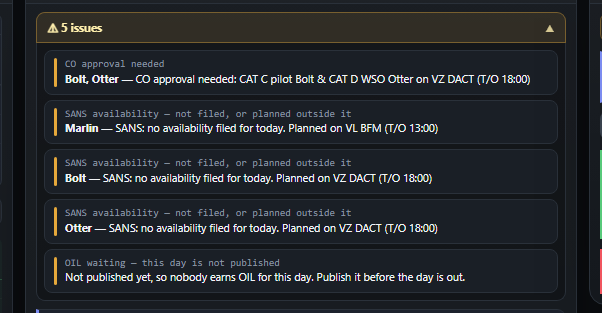 ⚠ 5 issues ▲
CO approval needed
Bolt, Otter — CO approval needed: CAT C pilot Bolt & CAT D WSO Otter on VZ DACT (T/O 18:00)
SANS availability — not filed, or planned outside it
Marlin — SANS: no availability filed for today. Planned on VL BFM (T/O 13:00)
SANS availability — not filed, or planned outside it
Bolt — SANS: no availability filed for today. Planned on VZ DACT (T/O 18:00)
SANS availability — not filed, or planned outside it
Otter — SANS: no availability filed for today. Planned on VZ DACT (T/O 18:00)
OIL waiting — this day is not published
Not published yet, so nobody earns OIL for this day. Publish it before the day is out.